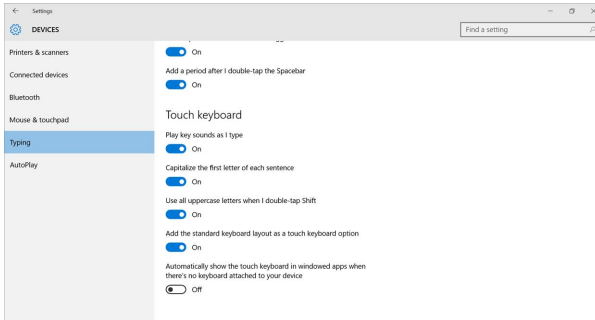 Settings
DEVICES
Find a setting
Printers & scanners
Connected devices
Bluetooth
Mouse & touchpad
Typing
AutoPlay
On
Add a period after I double-tap the Spacebar
On
Touch keyboard
Play key sounds as I type
On
Capitalize the first letter of each sentence
On
Use all uppercase letters when I double-tap Shift
On
Add the standard keyboard layout as a touch keyboard option
On
Automatically show the touch keyboard in windowed apps when
there's no keyboard attached to your device
Off